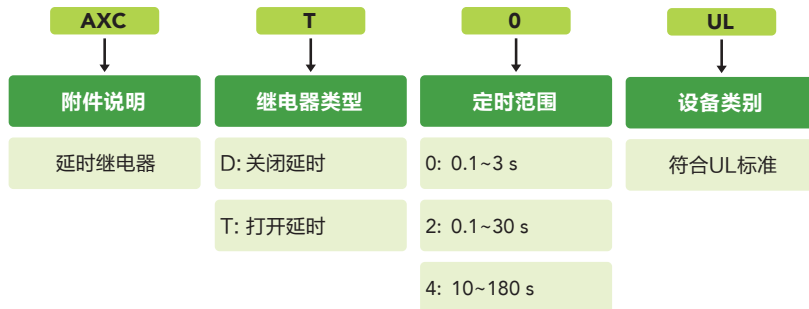 AXC T 0 UL
附件说明 继电器类型 定时范围 设备类别
延时继电器 D: 关闭延时 0: 0.1~3 s 符合UL标准
T: 打开延时 2: 0.1~30 s
4: 10~180 s